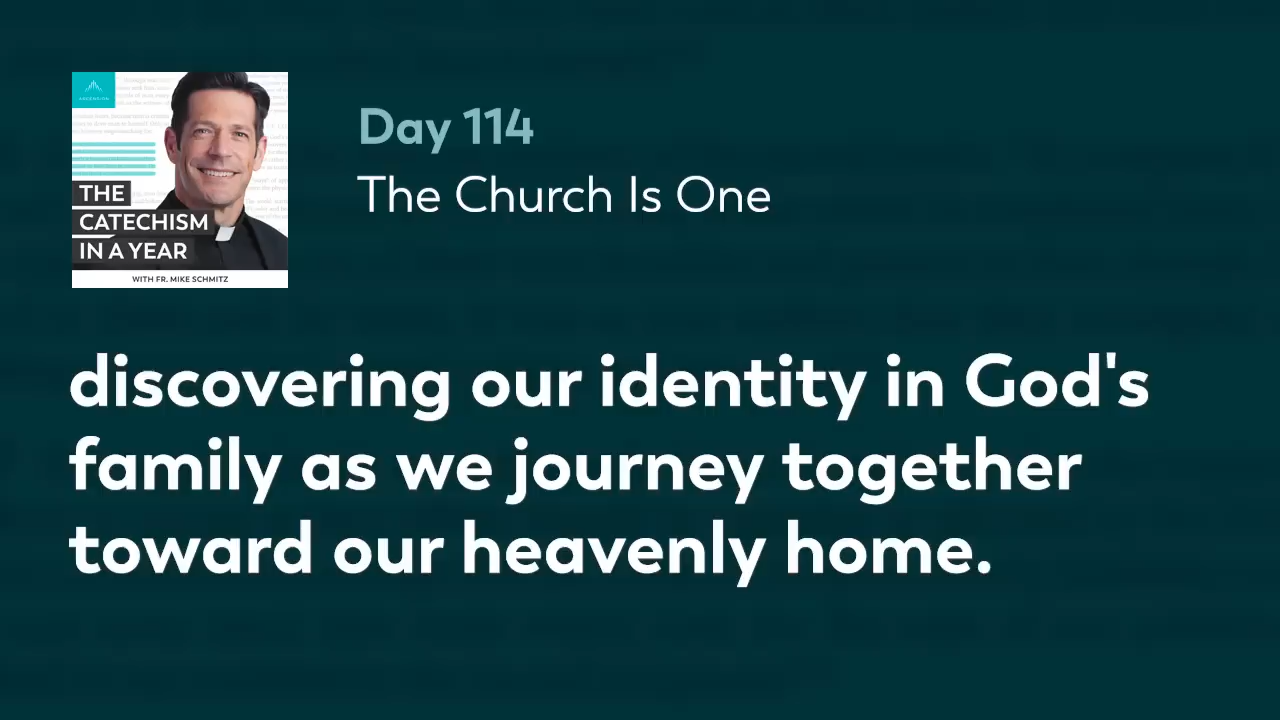 ASCENSION
THE
CATECHISM
IN A YEAR
WITH FR. MIKE SCHMITZ
Day 114
The Church Is One
discovering our identity in God's
family as we journey together
toward our heavenly home.